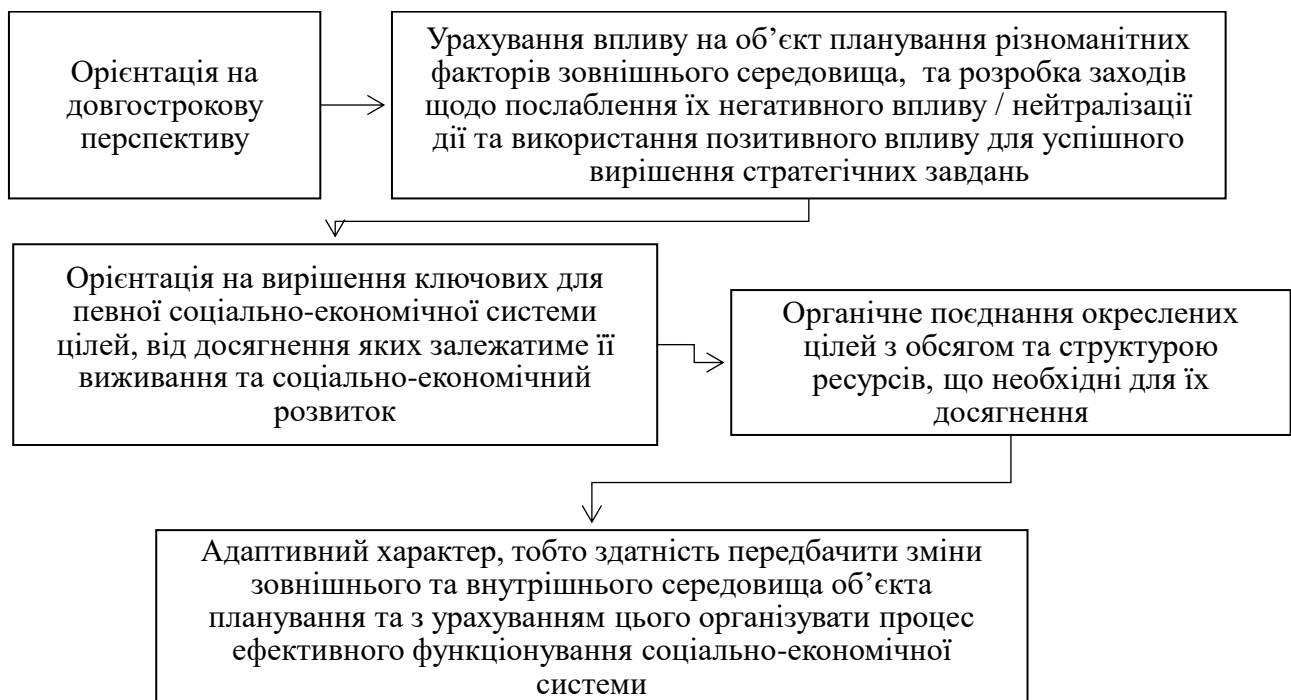 Орієнтація на
довгострокову
перспективу
Урахування впливу на об’єкт планування різноманітних
факторів зовнішнього середовища, та розробка заходів
щодо послаблення їх негативного впливу / нейтралізації
дії та використання позитивного впливу для успішного
вирішення стратегічних завдань
Орієнтація на вирішення ключових для
певної соціально-економічної системи
цілей, від досягнення яких залежатиме її
виживання та соціально-економічний
розвиток
Органічне поєднання окреслених
цілей з обсягом та структурою
ресурсів, що необхідні для їх
досягнення
Адаптивний характер, тобто здатність передбачити зміни
зовнішнього та внутрішнього середовища об’єкта
планування та з урахуванням цього організувати процес
ефективного функціонування соціально-економічної
системи